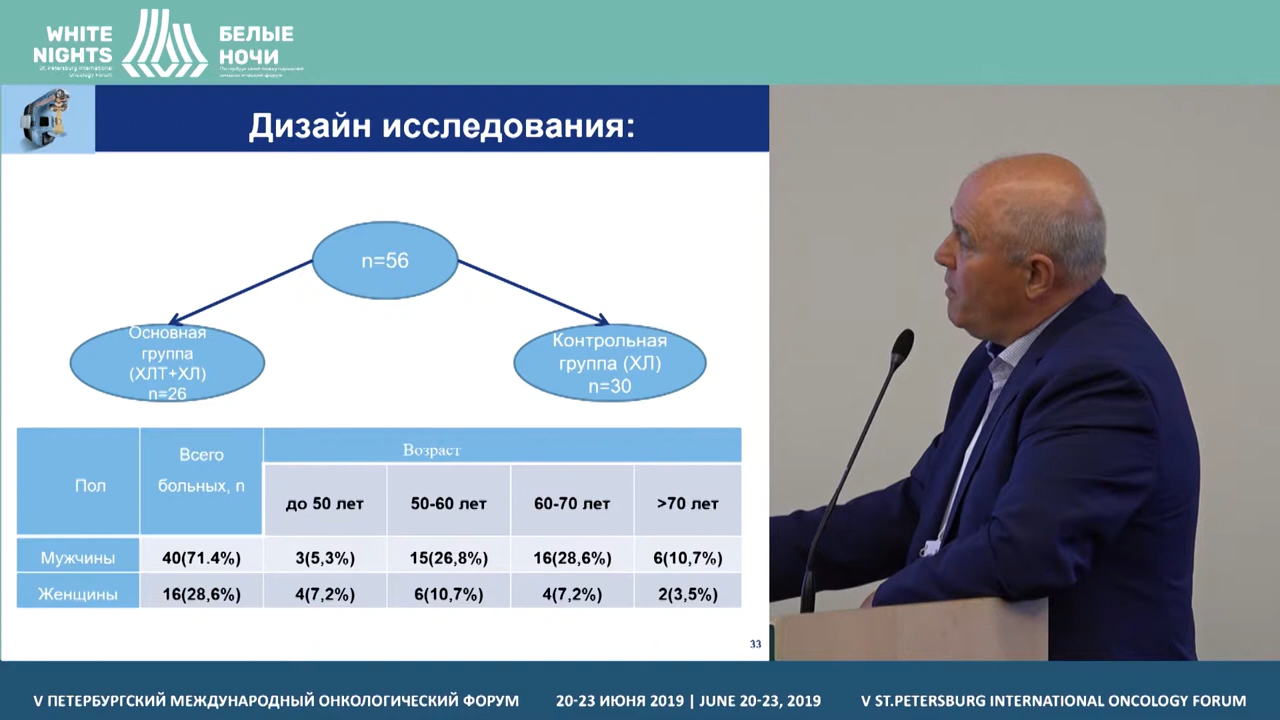 WHITE
NIGHTS
St. Petersburg International
Oncology Forum
БЕЛЫЕ
НОЧИ
Петербургский международный
онкологический форум
Дизайн исследования:
n=56
Основная
группа
(ХЛТ+ХЛ)
n=26
Контрольная
группа (ХЛ)
n=30
Пол
Всего
больных, n
Возраст
до 50 лет
50-60 лет
60-70 лет
>70 лет
Мужчины
40(71.4%)
3(5,3%)
15(26,8%)
16(28,6%)
6(10,7%)
Женщины
16(28,6%)
4(7,2%)
6(10,7%)
4(7,2%)
2(3,5%)
33
V ПЕТЕРБУРГСКИЙ МЕЖДУНАРОДНЫЙ ОНКОЛОГИЧЕСКИЙ ФОРУМ
20-23 ИЮНЯ 2019 | JUNE 20-23, 2019
V ST.PETERSBURG INTERNATIONAL ONCOLOGY FORUM